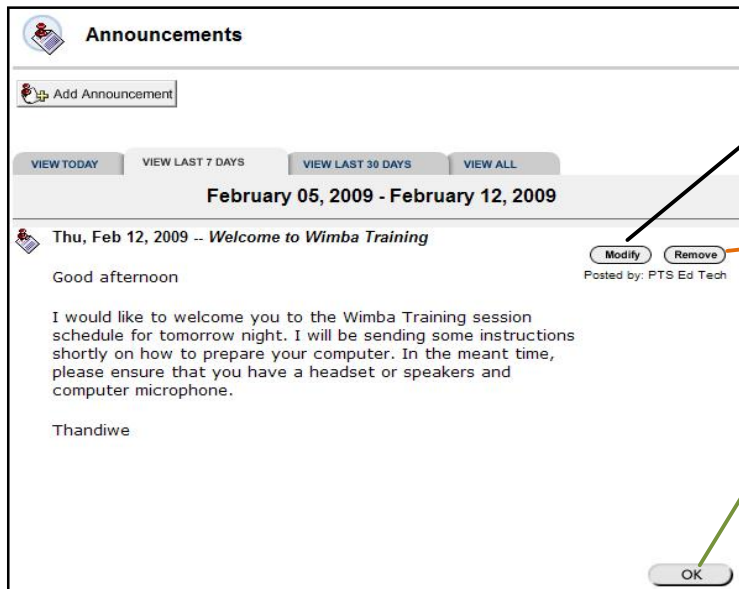 Announcements
Add Announcement
VIEW TODAY VIEW LAST 7 DAYS VIEW LAST 30 DAYS VIEW ALL
February 05, 2009 - February 12, 2009
Thu, Feb 12, 2009 -- Welcome to Wimba Training
Modify Remove
Posted by: PTS Ed Tech
Good afternoon
I would like to welcome you to the Wimba Training session
schedule for tomorrow night. I will be sending some instructions
shortly on how to prepare your computer. In the meant time,
please ensure that you have a headset or speakers and
computer microphone.
Thandiwe
OK